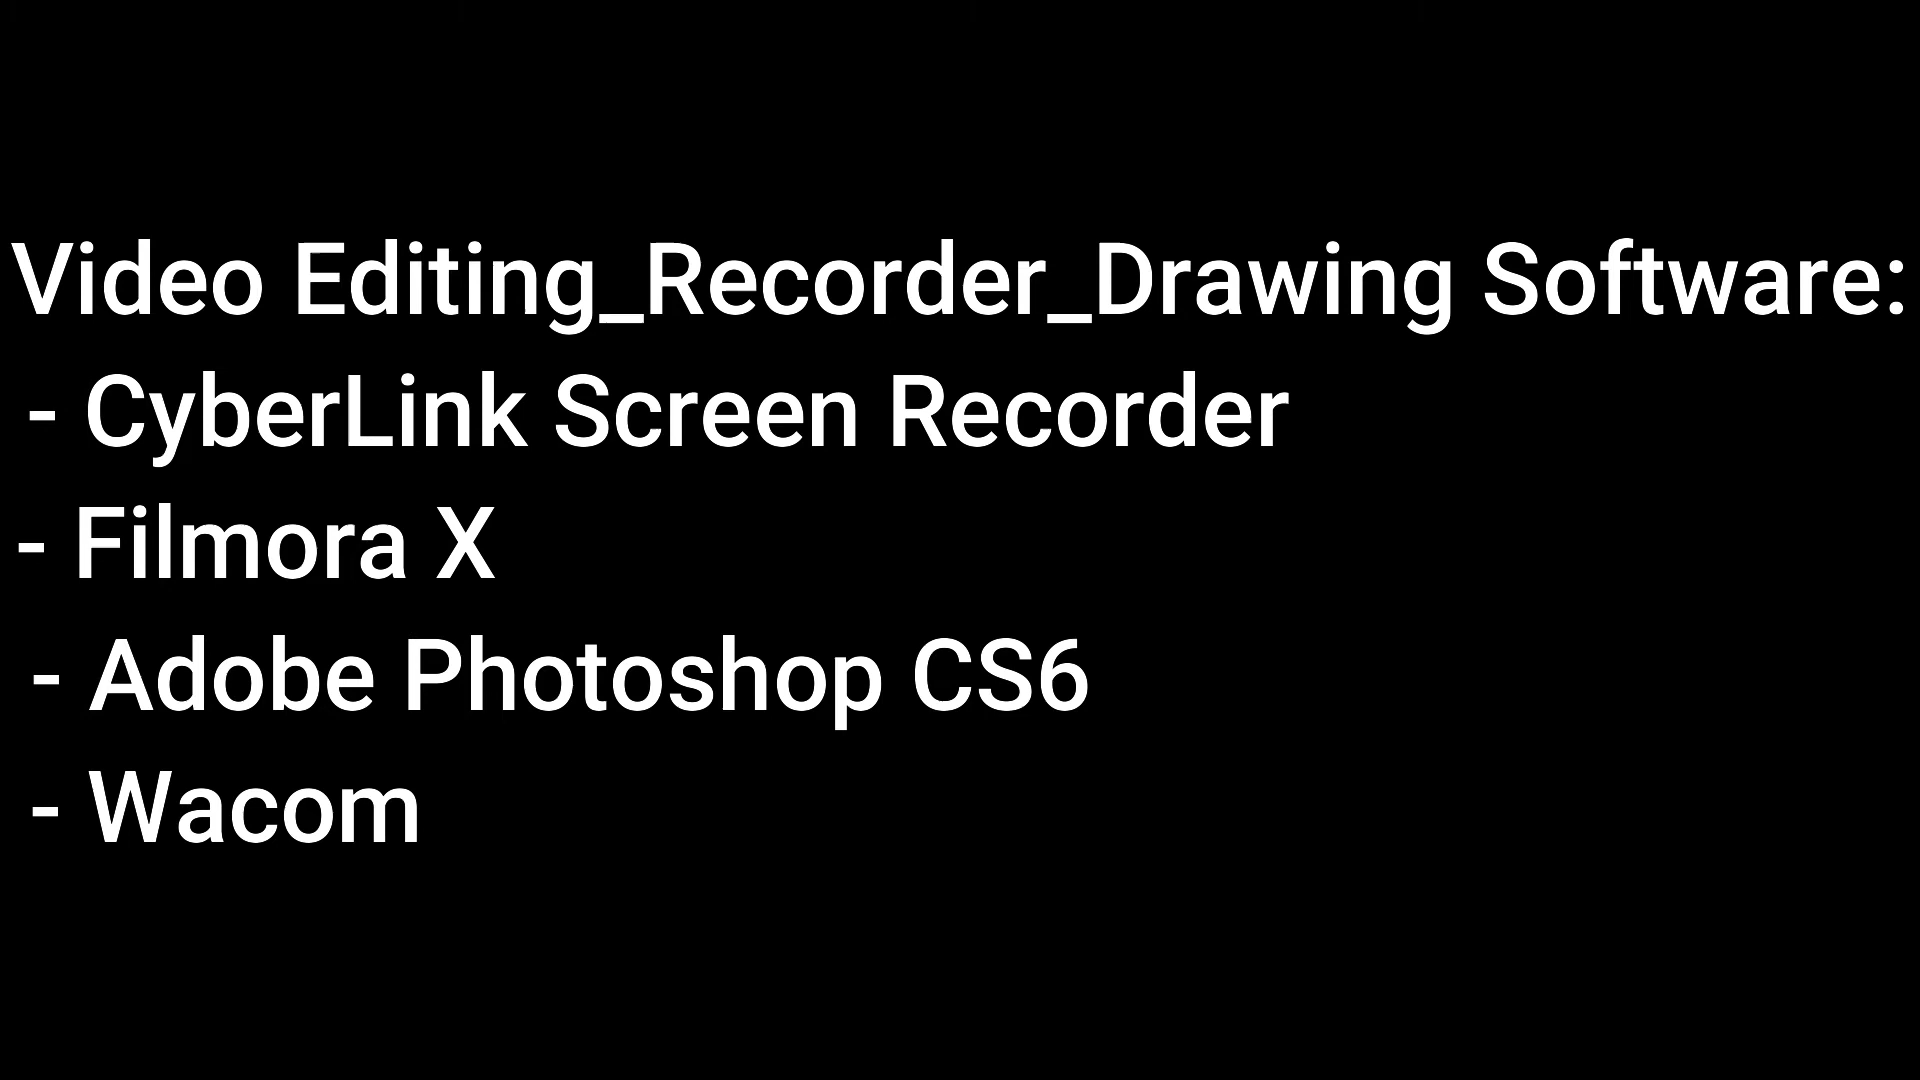 Video Editing_Recorder_Drawing Software:
- CyberLink Screen Recorder
- Filmora X
- Adobe Photoshop CS6
- Wacom